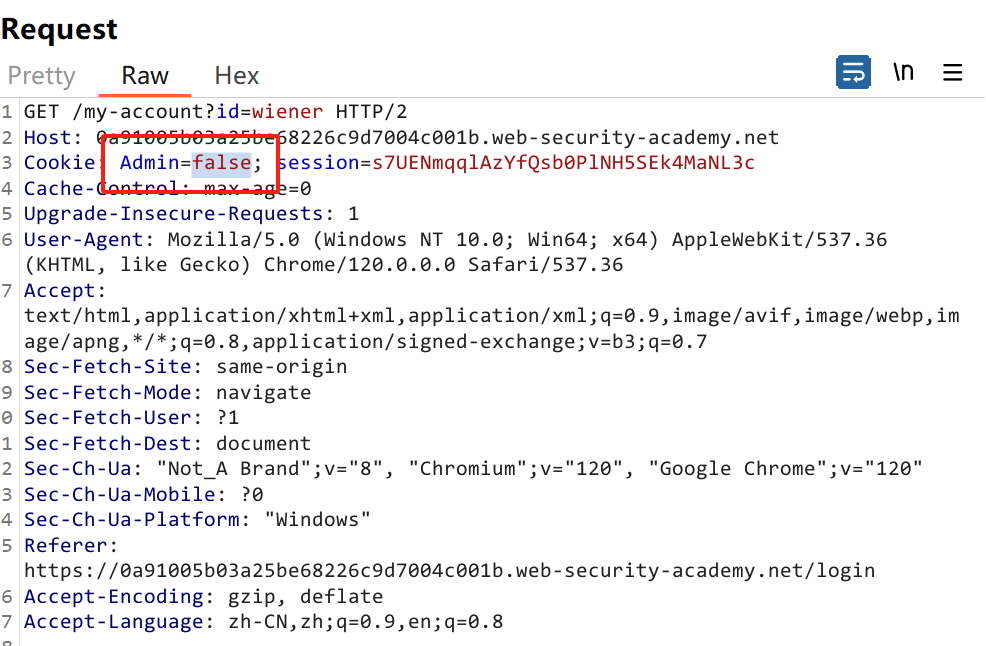 Request
Pretty Raw Hex
\n
1 GET /my-account?id=wiener HTTP/2
2 Host: 0a91005b03a25be68226c9d7004c001b.web-security-academy.net
3 Cookie: Admin=false; session=s7UENmqqlAzYfQsb0PlNH5SEk4MaNL3c
4 Cache-Control: max-age=0
5 Upgrade-Insecure-Requests: 1
6 User-Agent: Mozilla/5.0 (Windows NT 10.0; Win64; x64) AppleWebKit/537.36
(KHTML, like Gecko) Chrome/120.0.0.0 Safari/537.36
7 Accept:
text/html,application/xhtml+xml,application/xml;q=0.9,image/avif,image/webp,im
age/apng,*/*;q=0.8,application/signed-exchange;v=b3;q=0.7
8 Sec-Fetch-Site: same-origin
9 Sec-Fetch-Mode: navigate
0 Sec-Fetch-User: ?1
1 Sec-Fetch-Dest: document
2 Sec-Ch-Ua: "Not_A Brand";v="8", "Chromium";v="120", "Google Chrome";v="120"
3 Sec-Ch-Ua-Mobile: ?0
4 Sec-Ch-Ua-Platform: "Windows"
5 Referer:
https://0a91005b03a25be68226c9d7004c001b.web-security-academy.net/login
6 Accept-Encoding: gzip, deflate
7 Accept-Language: zh-CN,zh;q=0.9,en;q=0.8